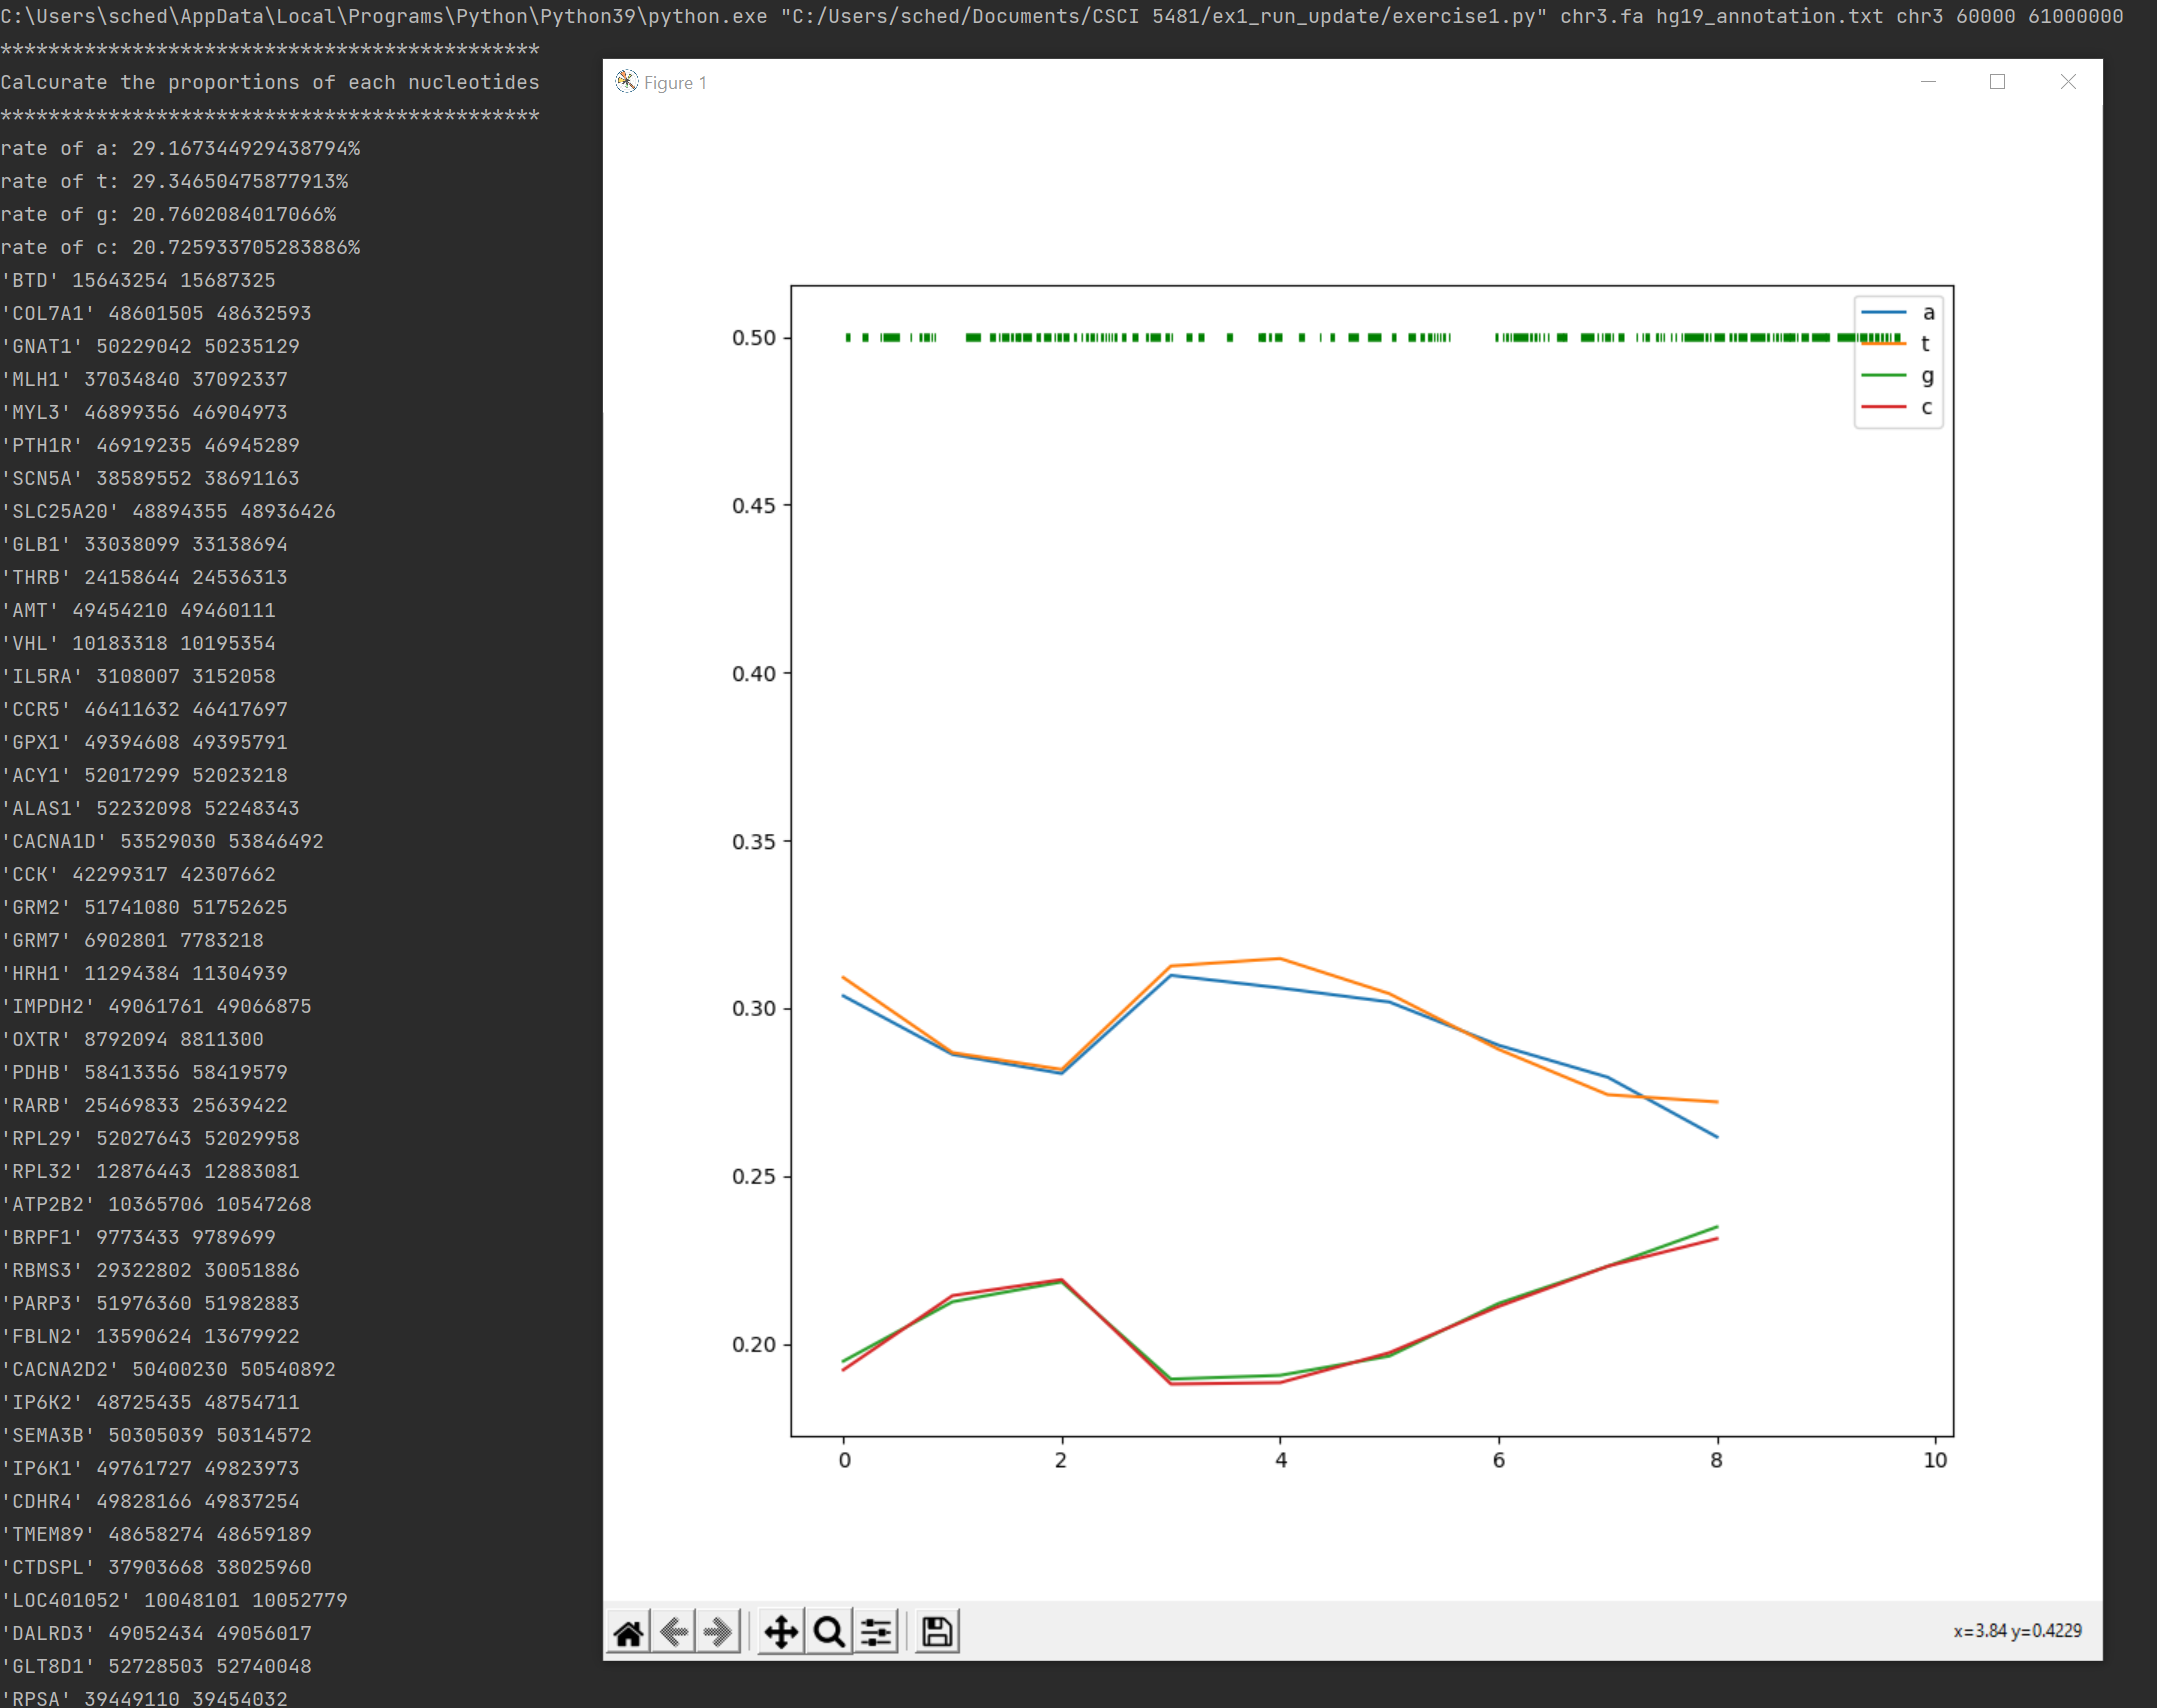 C:\Users\sched\AppData\Local\Programs\Python\Python39\python.exe "C:/Users/sched/Documents/CSCI 5481/ex1_run_update/exercise1.py" chr3.fa hg19_annotation.txt chr3 60000 61000000
*********************************************
Calcurate the proportions of each nucleotides
*********************************************
rate of a: 29.167344929438794%
rate of t: 29.34650475877913%
rate of g: 20.7602084017066%
rate of c: 20.725933705283886%
'BTD' 15643254 15687325
'COL7A1' 48601505 48632593
'GNAT1' 50229042 50235129
'MLH1' 37034840 37092337
'MYL3' 46899356 46904973
'PTH1R' 46919235 46945289
'SCN5A' 38589552 38691163
'SLC25A20' 48894355 48936426
'GLB1' 33038099 33138694
'THRB' 24158644 24536313
'AMT' 49454210 49460111
'VHL' 10183318 10195354
'IL5RA' 3108007 3152058
'CCR5' 46411632 46417697
'GPX1' 49394608 49395791
'ACY1' 52017299 52023218
'ALAS1' 52232098 52248343
'CACNA1D' 53529030 53846492
'CCK' 42299317 42307662
'GRM2' 51741080 51752625
'GRM7' 6902801 7783218
'HRH1' 11294384 11304939
'IMPDH2' 49061761 49066875
'OXTR' 8792094 8811300
'PDHB' 58413356 58419579
'RARB' 25469833 25639422
'RPL29' 52027643 52029958
'RPL32' 12876443 12883081
'ATP2B2' 10365706 10547268
'BRPF1' 9773433 9789699
'RBMS3' 29322802 30051886
'PARP3' 51976360 51982883
'FBLN2' 13590624 13679922
'CACNA2D2' 50400230 50540892
'IP6K2' 48725435 48754711
'SEMA3B' 50305039 50314572
'IP6K1' 49761727 49823973
'CDHR4' 49828166 49837254
'TMEM89' 48658274 48659189
'CTDSPL' 37903668 38025960
'LOC401052' 10048101 10052779
'DALRD3' 49052434 49056017
'GLT8D1' 52728503 52740048
'RPSA' 39449110 39454032
Figure 1
a
t
g
c
0.50
0.45
0.40
0.35
0.30
0.25
0.20
0 2 4 6 8 10
x=3.84 y=0.4229